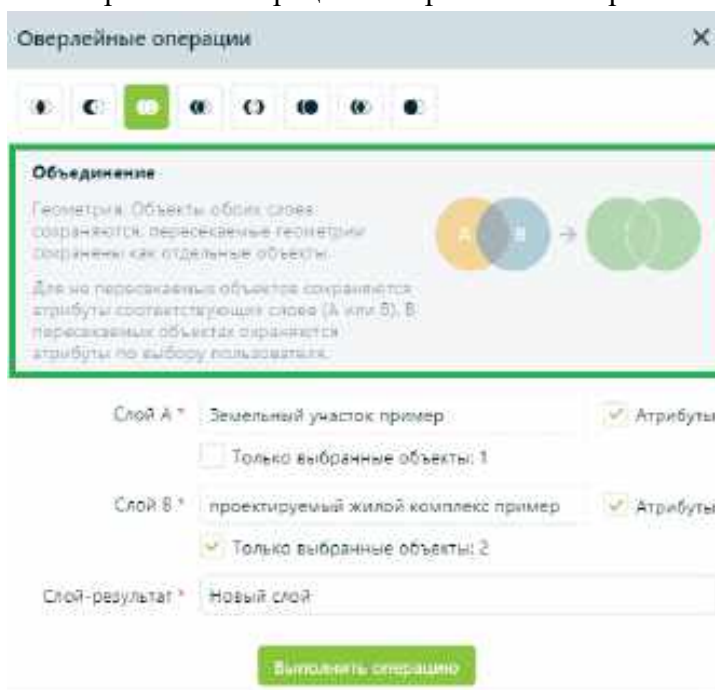 Оверлейные операции
Объединение
Геометрия. Объекты обоих слоев
сохраняются, пересекаемые геометрии
сохранены как отдельные объекты.
Для не пересекаемых объектов сохраняются
атрибуты соответствующих слоев (А или В). В
пересекаемых объектах охраняются
атрибуты по выбору пользователя.
A B
Слой А * Земельный участок пример Атрибуты
Только выбранные объекты: 1
Слой В * проектируемый жилой комплекс пример Атрибуты
Только выбранные объекты: 2
Слой-результат * Новый слой
Выполнить операцию